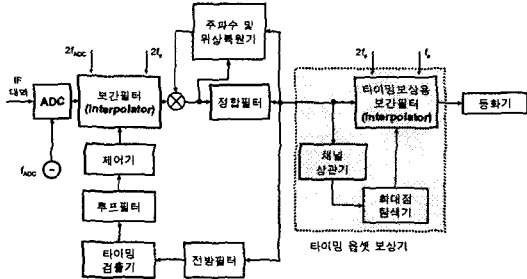 2f_ADC
2f_s
주파수 및
위상복원기
2f_s
f_s
IF
대역
ADC
보간필터
(Interpolator)
정합필터
타이밍보상용
보간필터
(Interpolator)
등화기
f_ADC
제어기
채널
상관기
루프필터
최대점
탐색기
타이밍
검출기
전방필터
타이밍 옵셋 보상기